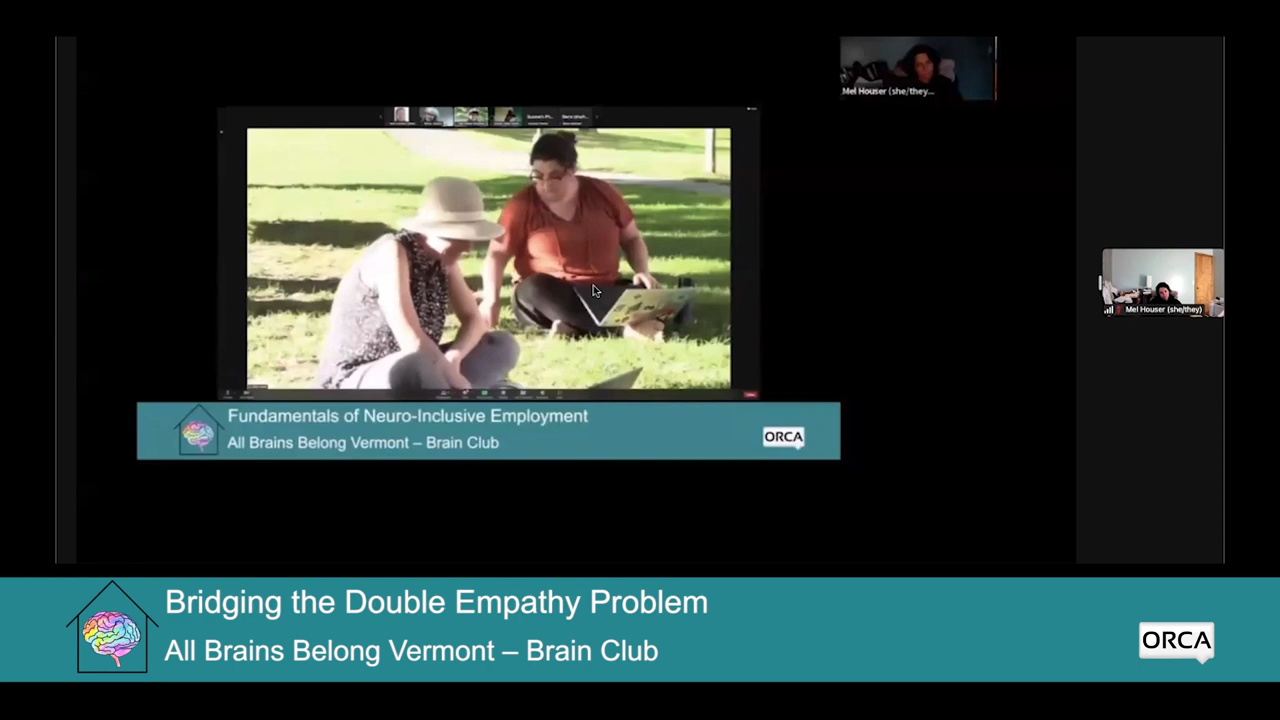 Mel Houser (she/they...
Fundamentals of Neuro-Inclusive Employment
All Brains Belong Vermont – Brain Club
ORCA
Mel Houser (she/they)
Bridging the Double Empathy Problem
All Brains Belong Vermont – Brain Club
ORCA